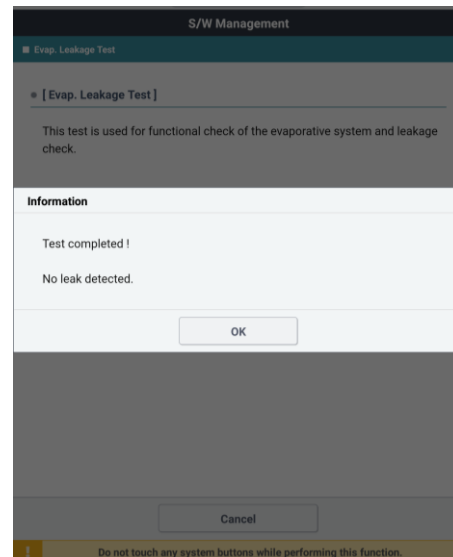 S/W Management
Evap. Leakage Test
[ Evap. Leakage Test ]
This test is used for functional check of the evaporative system and leakage
check.
Information
Test completed !
No leak detected.
OK
Cancel
! Do not touch any system buttons while performing this function.